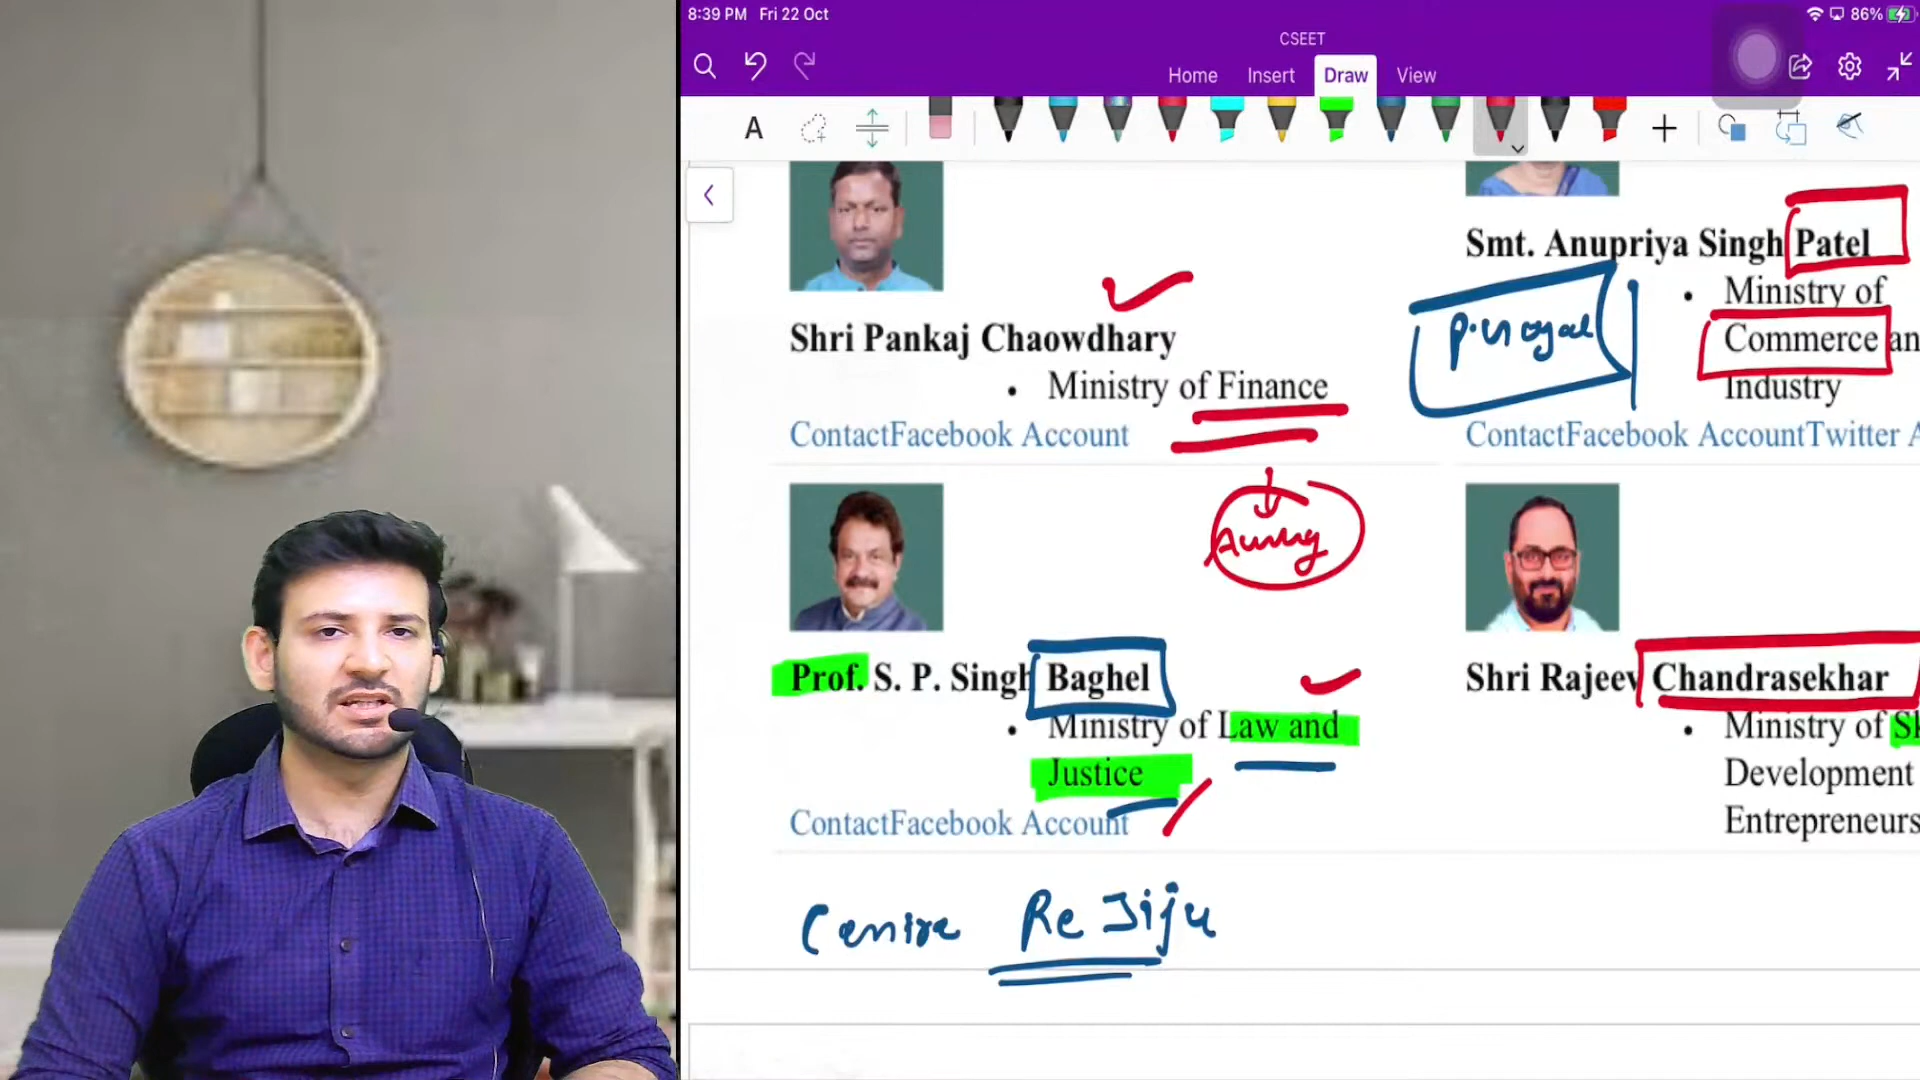 8:39 PM Fri 22 Oct
86%
CSEET
Home Insert Draw View
A
Smt. Anupriya Singh Patel
• Ministry of
Commerce an
Industry
ContactFacebook AccountTwitter A
Shri Pankaj Chaowdhary
• Ministry of Finance
ContactFacebook Account
Prof. S. P. Singh Baghel
• Ministry of Law and
Justice
ContactFacebook Account
Shri Rajeev Chandrasekhar
• Ministry of Sk
Development
Entrepreneurs
Centre Re Jiju